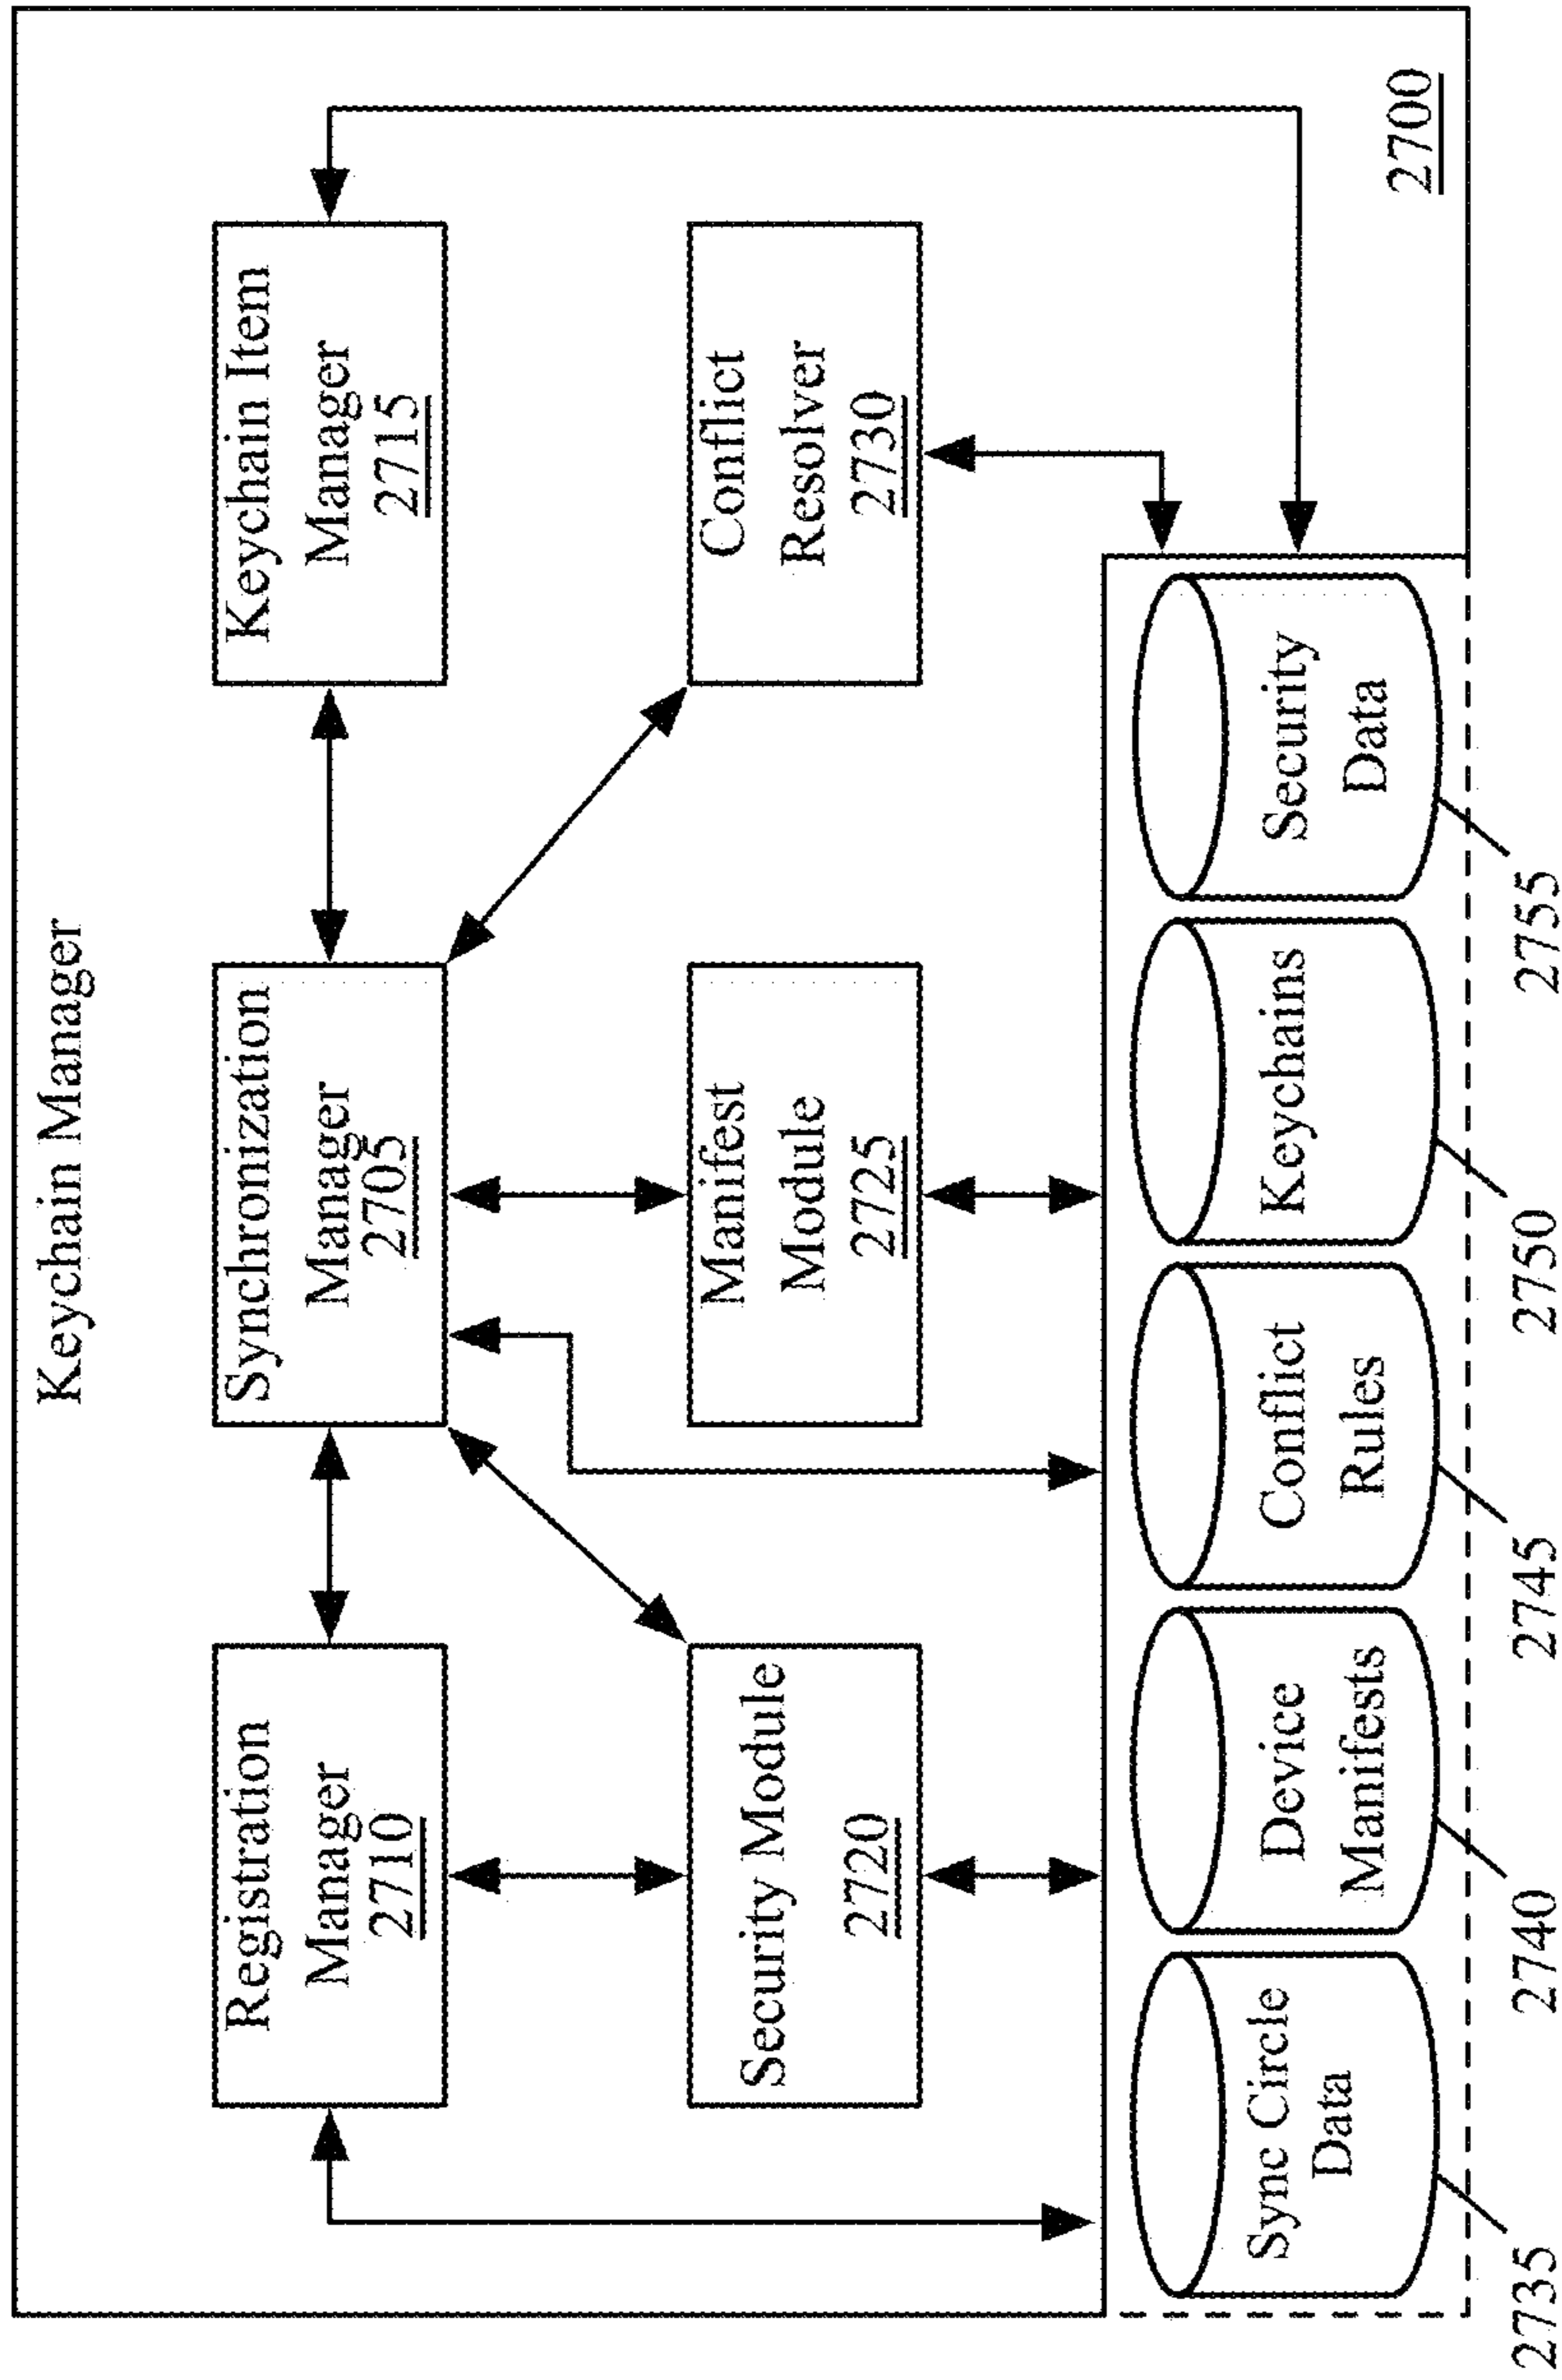 Keychain Manager
Registration
Manager
2710
Synchronization
Manager
2705
Keychain Item
Manager
2715
Security Module
2720
Manifest
Module
2725
Conflict
Resolver
2730
Sync Circle
Data
Device
Manifests
Conflict
Rules
Keychains
Security
Data
2700
2735
2740
2745
2750
2755